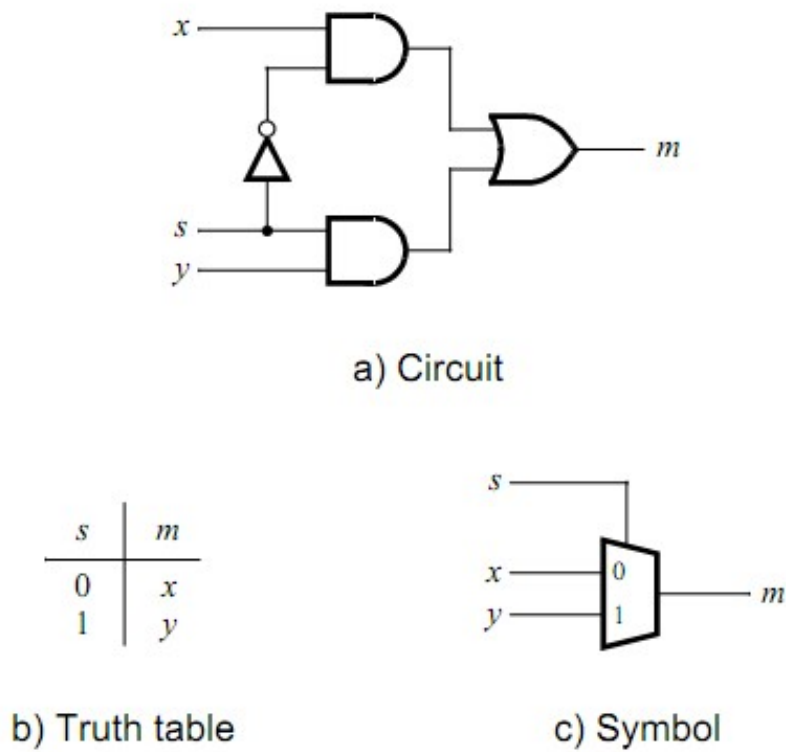 x
s
y
m
a) Circuit
s m
0 x
1 y
b) Truth table
s
x 0
y 1
m
c) Symbol